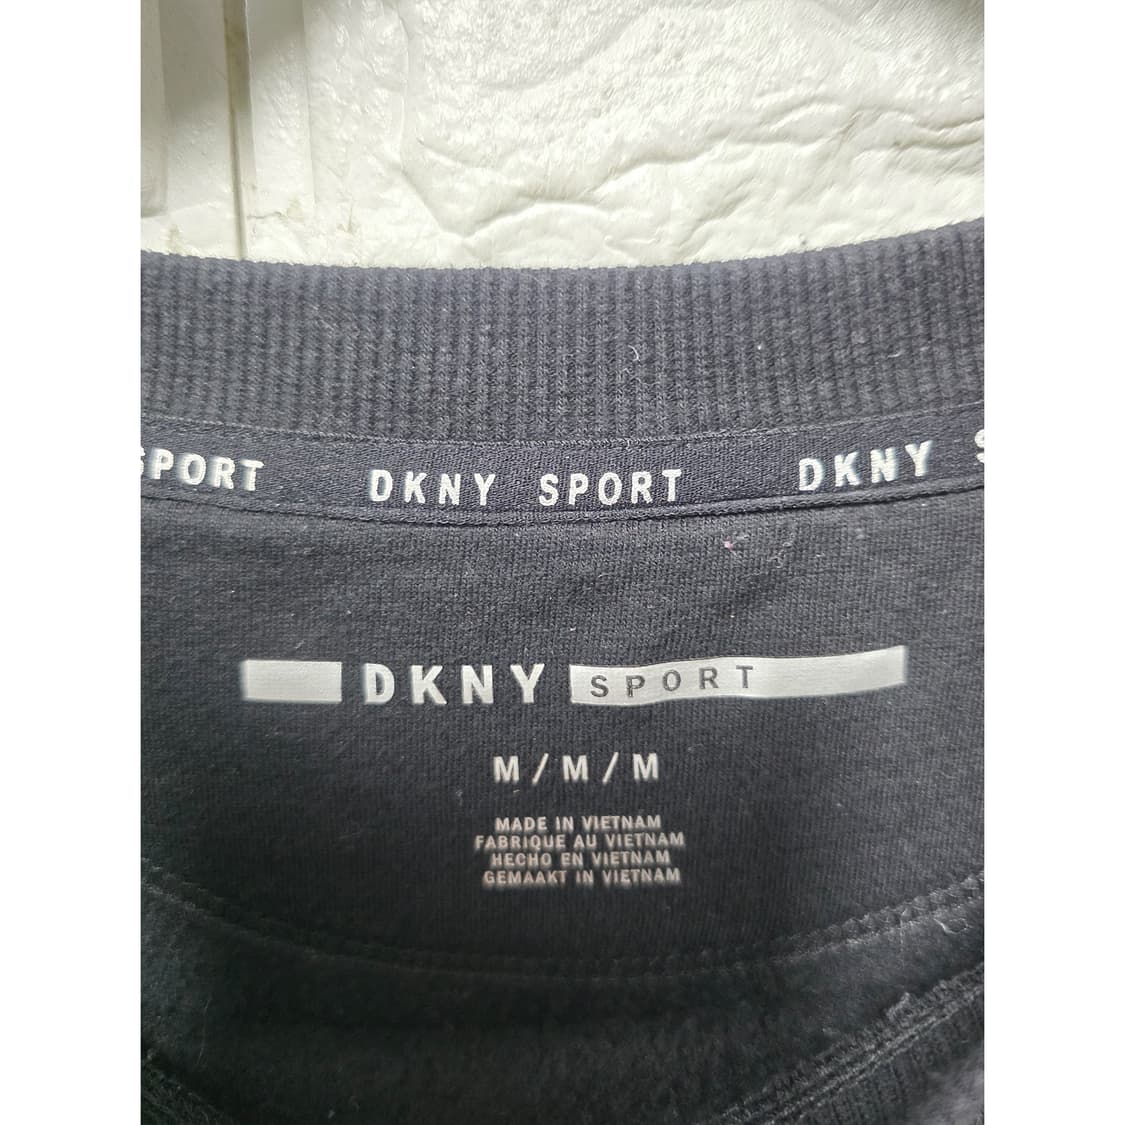 SPORT DKNY SPORT DKNY S
DKNY SPORT
M / M / M
MADE IN VIETNAM
FABRIQUE AU VIETNAM
HECHO EN VIETNAM
GEMAAKT IN VIETNAM